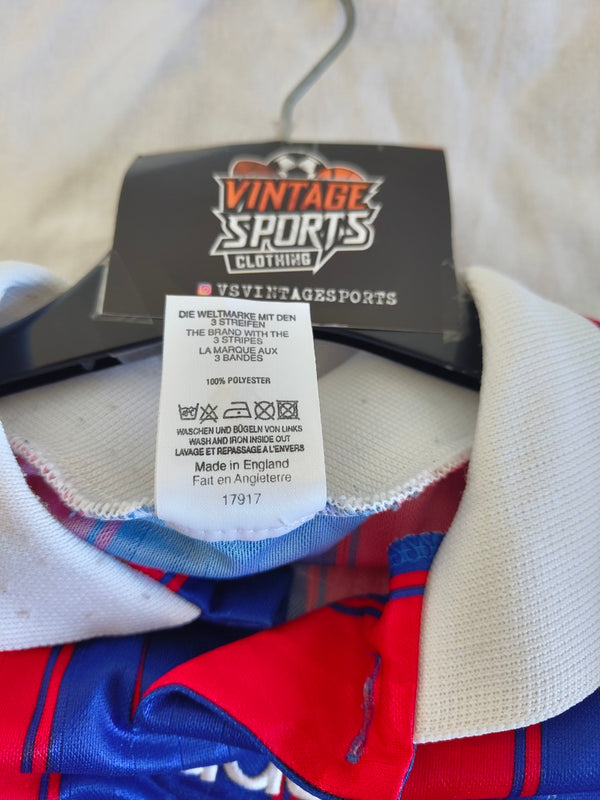 VINTAGE
SPORTS
CLOTHING
VSVINTAGESPORTS
DIE WELTMARKE MIT DEN
3 STREIFEN
THE BRAND WITH THE
3 STRIPES
LA MARQUE AUX
3 BANDES
100% POLYESTER
WASCHEN UND BÜGELN VON LINKS
WASH AND IRON INSIDE OUT
LAVAGE ET REPASSAGE A L'ENVERS
Made in England
Fait en Angleterre
17917